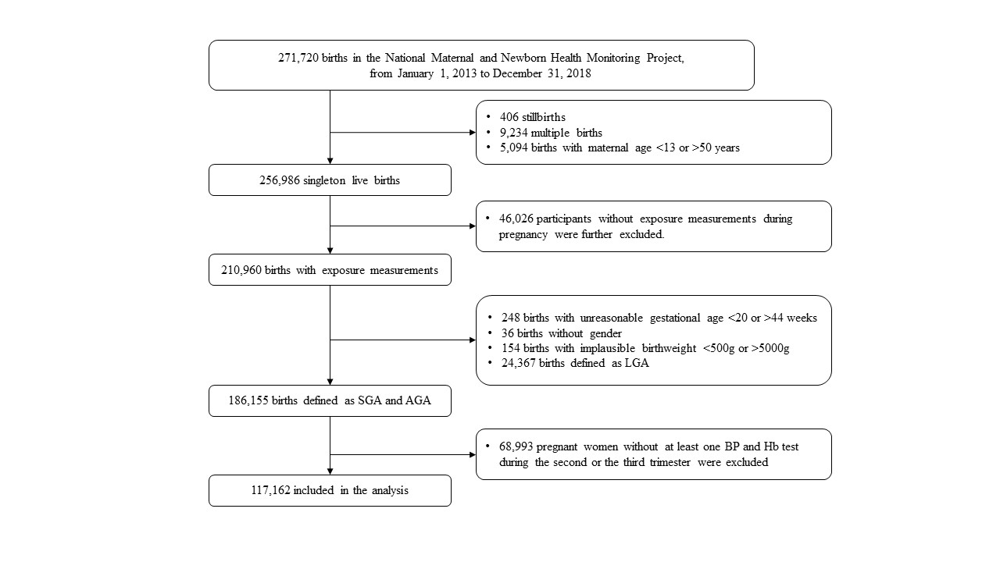 271,720 births in the National Maternal and Newborn Health Monitoring Project,
from January 1, 2013 to December 31, 2018
• 406 stillbirths
• 9,234 multiple births
• 5,094 births with maternal age <13 or >50 years
256,986 singleton live births
• 46,026 participants without exposure measurements during
pregnancy were further excluded.
210,960 births with exposure measurements
• 248 births with unreasonable gestational age <20 or >44 weeks
• 36 births without gender
• 154 births with implausible birthweight <500g or >5000g
• 24,367 births defined as LGA
186,155 births defined as SGA and AGA
• 68,993 pregnant women without at least one BP and Hb test
during the second or the third trimester were excluded
117,162 included in the analysis